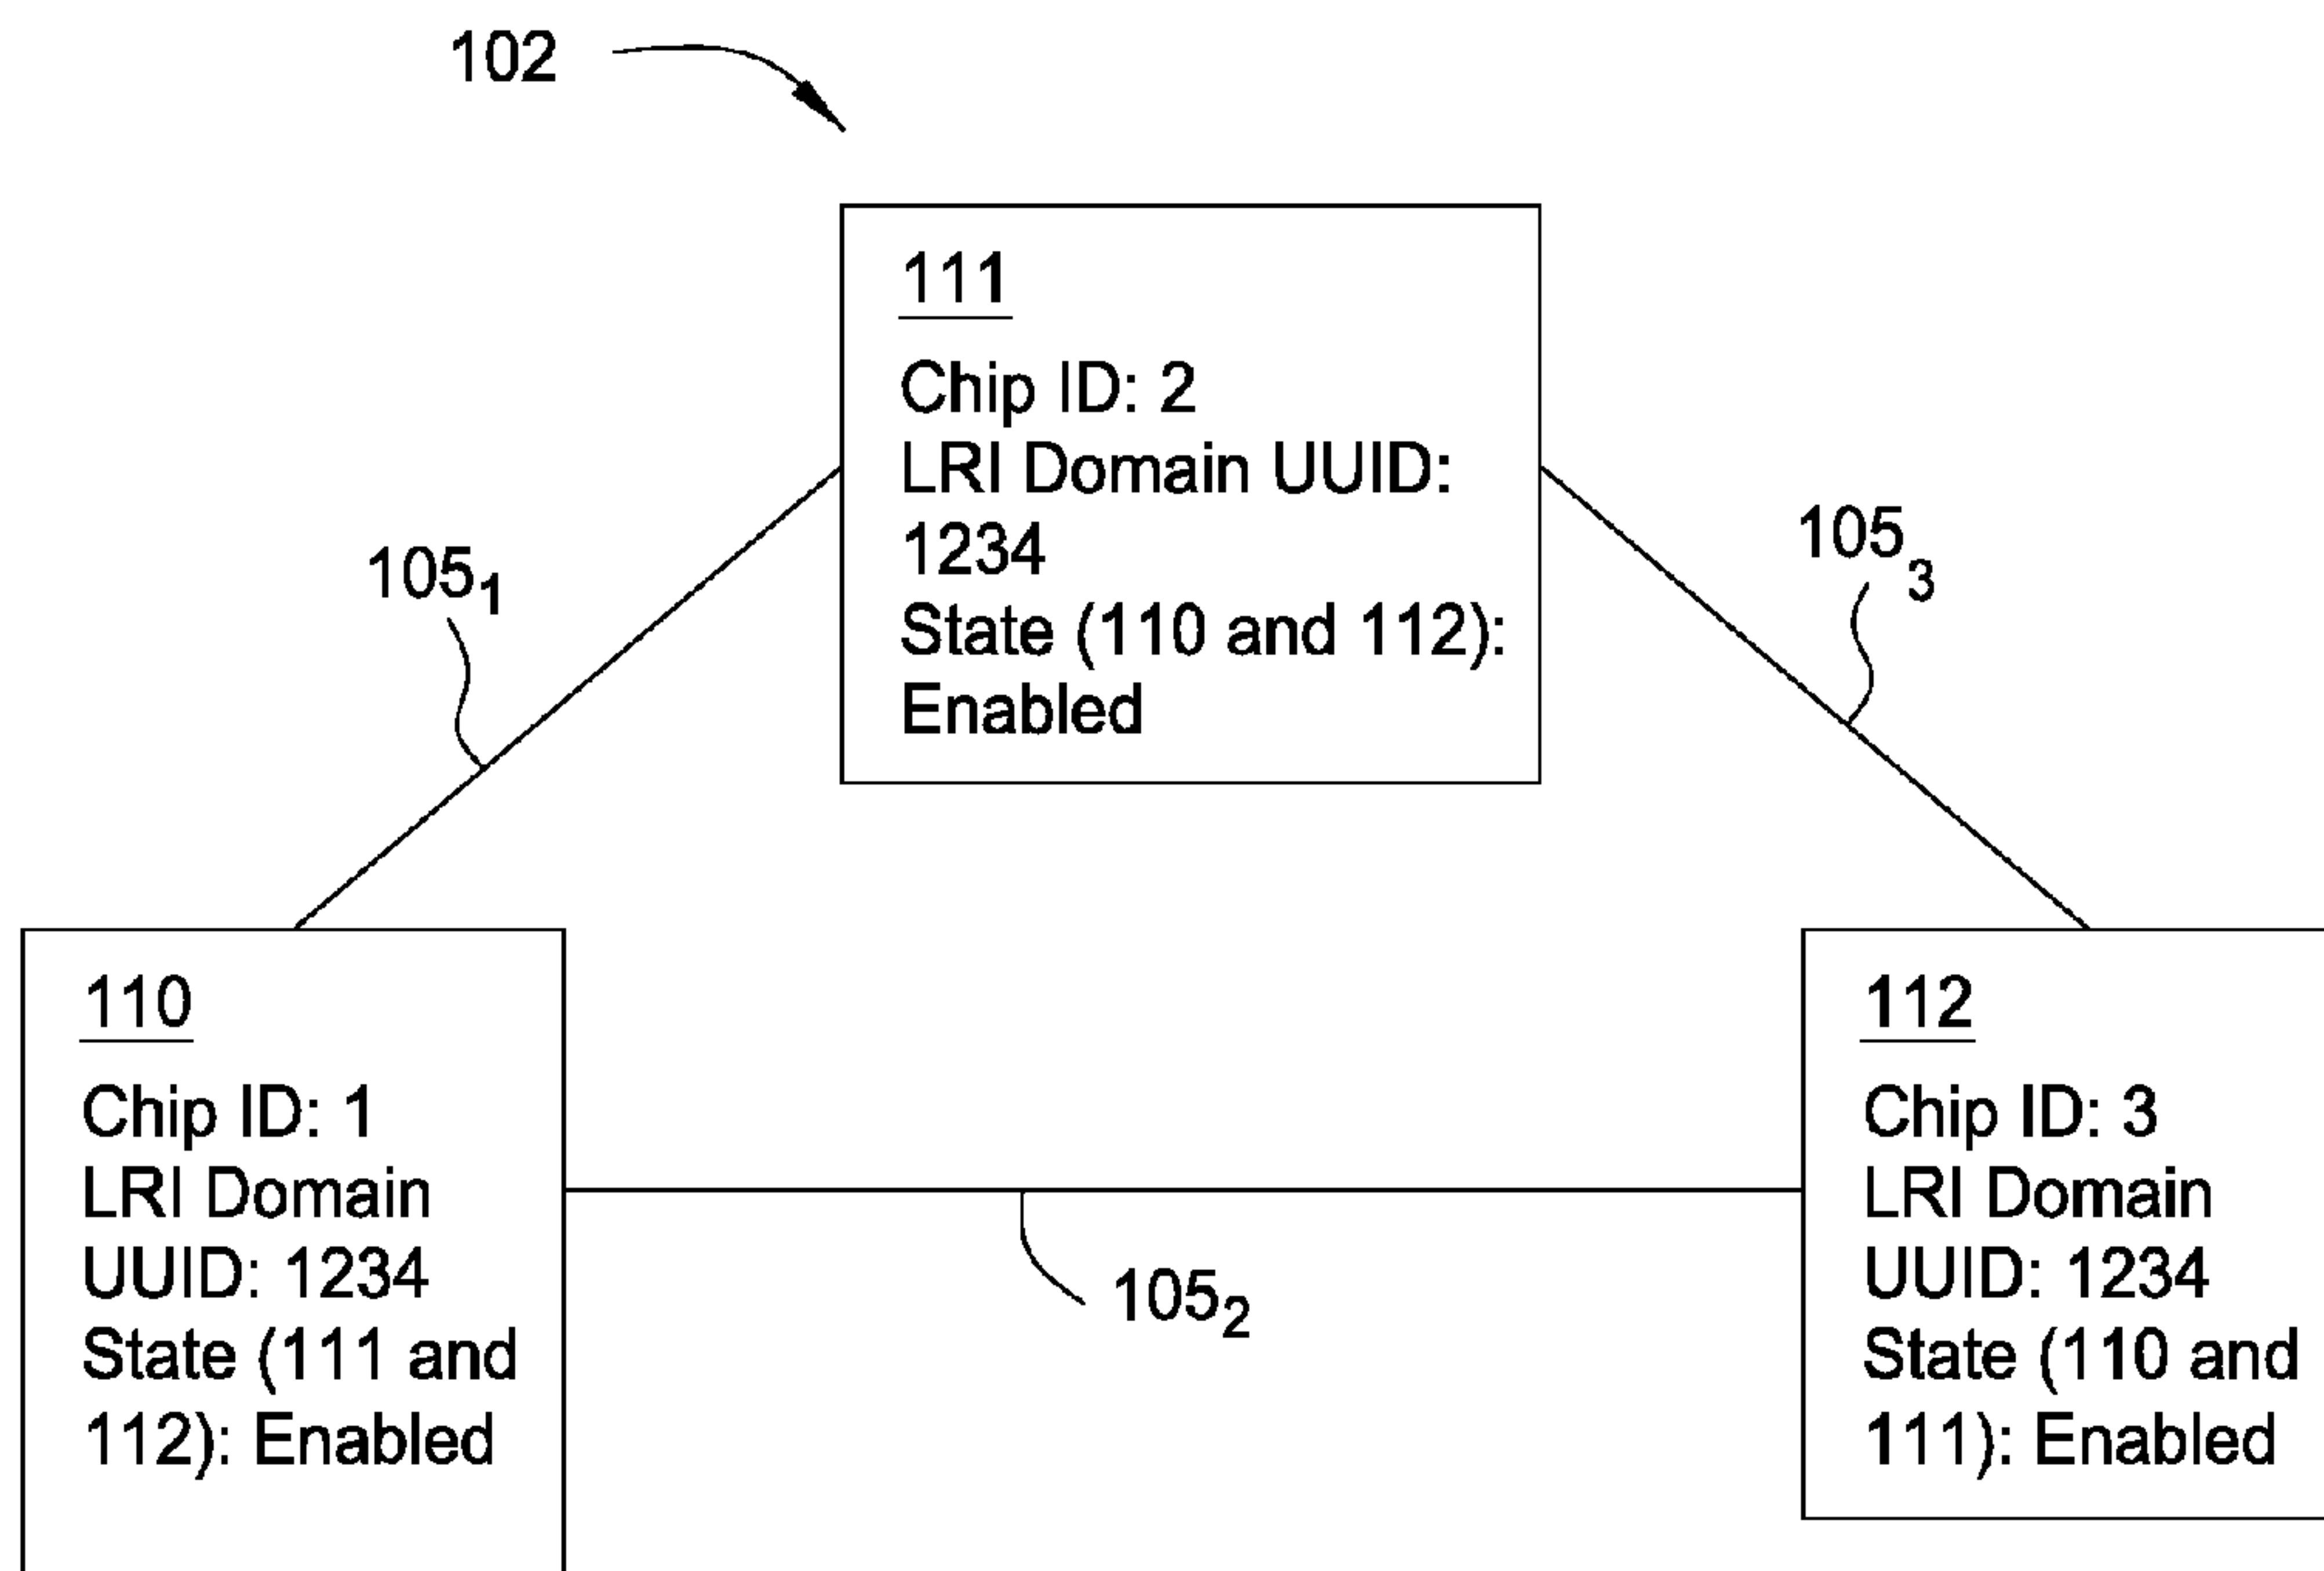 102
111
Chip ID: 2
LRI Domain UUID:
1234
State (110 and 112):
Enabled
105₁
105₃
110
Chip ID: 1
LRI Domain
UUID: 1234
State (111 and
112): Enabled
105₂
112
Chip ID: 3
LRI Domain
UUID: 1234
State (110 and
111): Enabled